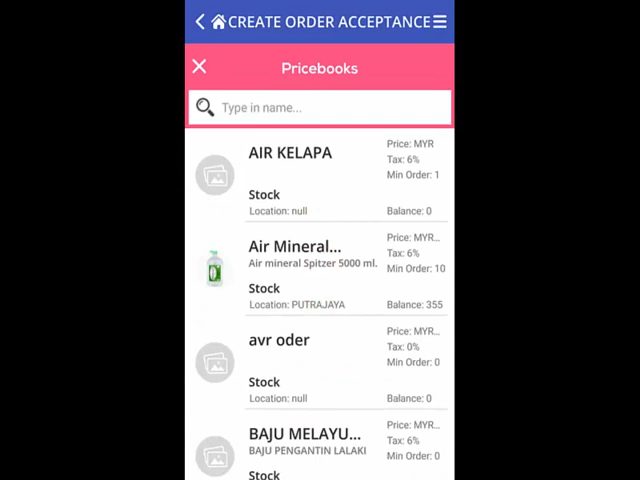 CREATE ORDER ACCEPTANCE
Pricebooks
Type in name...
AIR KELAPA
Price: MYR
Tax: 6%
Min Order: 1
Stock
Location: null
Balance: 0
Air Mineral...
Air mineral Spitzer 5000 ml.
Price: MYR...
Tax: 6%
Min Order: 10
Stock
Location: PUTRAJAYA
Balance: 355
avr oder
Price: MYR...
Tax: 0%
Min Order: 0
Stock
Location: null
Balance: 0
BAJU MELAYU...
BAJU PENGANTIN LALAKI
Price: MYR...
Tax: 6%
Min Order: 0
Stock